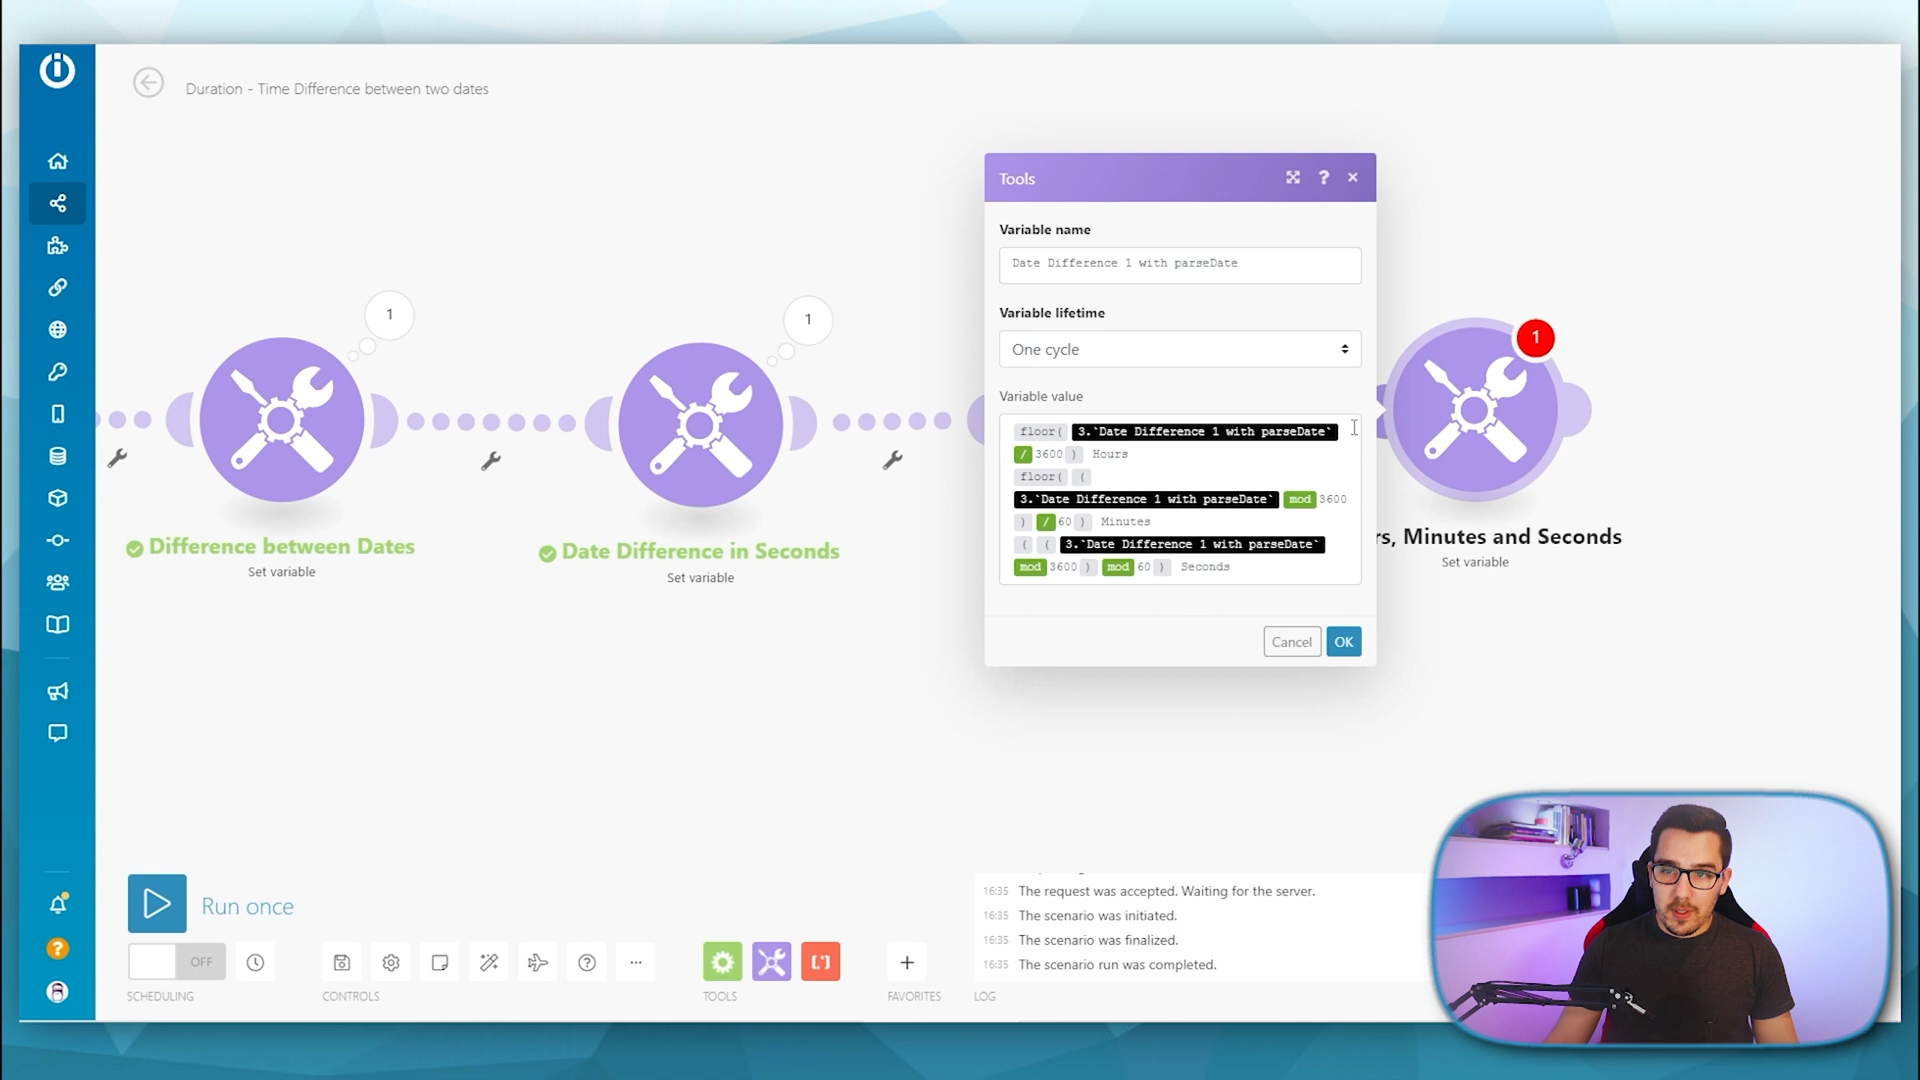 Duration - Time Difference between two dates
Tools
?
Variable name
Date Difference 1 with parseDate
Variable lifetime
One cycle
Variable value
floor( 3.`Date Difference 1 with parseDate`
/ 3600 ) Hours
floor( (
3.`Date Difference 1 with parseDate` mod 3600
) / 60 ) Minutes
( ( 3.`Date Difference 1 with parseDate`
mod 3600 ) mod 60 ) Seconds
Cancel OK
1
Difference between Dates
Set variable
1
Date Difference in Seconds
Set variable
1
rs, Minutes and Seconds
Set variable
Run once
OFF
SCHEDULING
CONTROLS
TOOLS
FAVORITES
LOG
16:35 The request was accepted. Waiting for the server.
16:35 The scenario was initiated.
16:35 The scenario was finalized.
16:35 The scenario run was completed.